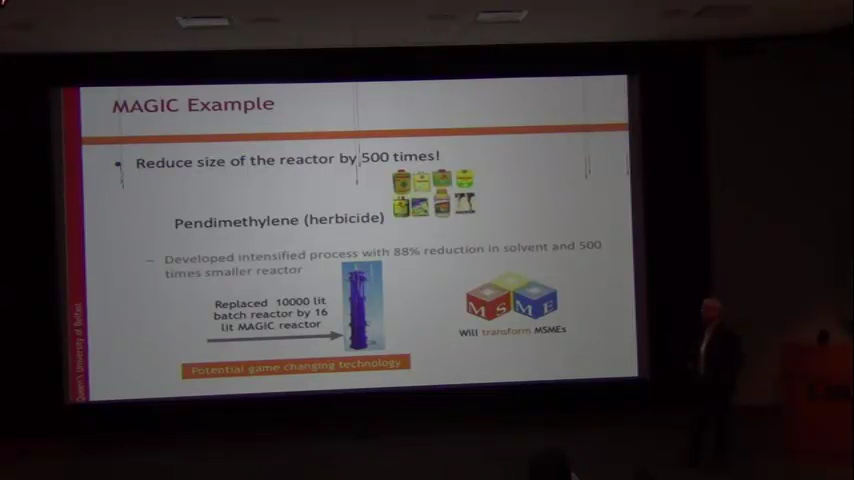 MAGIC Example
• Reduce size of the reactor by 500 times!
Pendimethylene (herbicide)
– Developed intensified process with 88% reduction in solvent and 500
times smaller reactor
Replaced 10000 lit
batch reactor by 16
lit MAGIC reactor
MSME
Will transform MSMEs
Potential game changing technology
Queen's University of Belfast